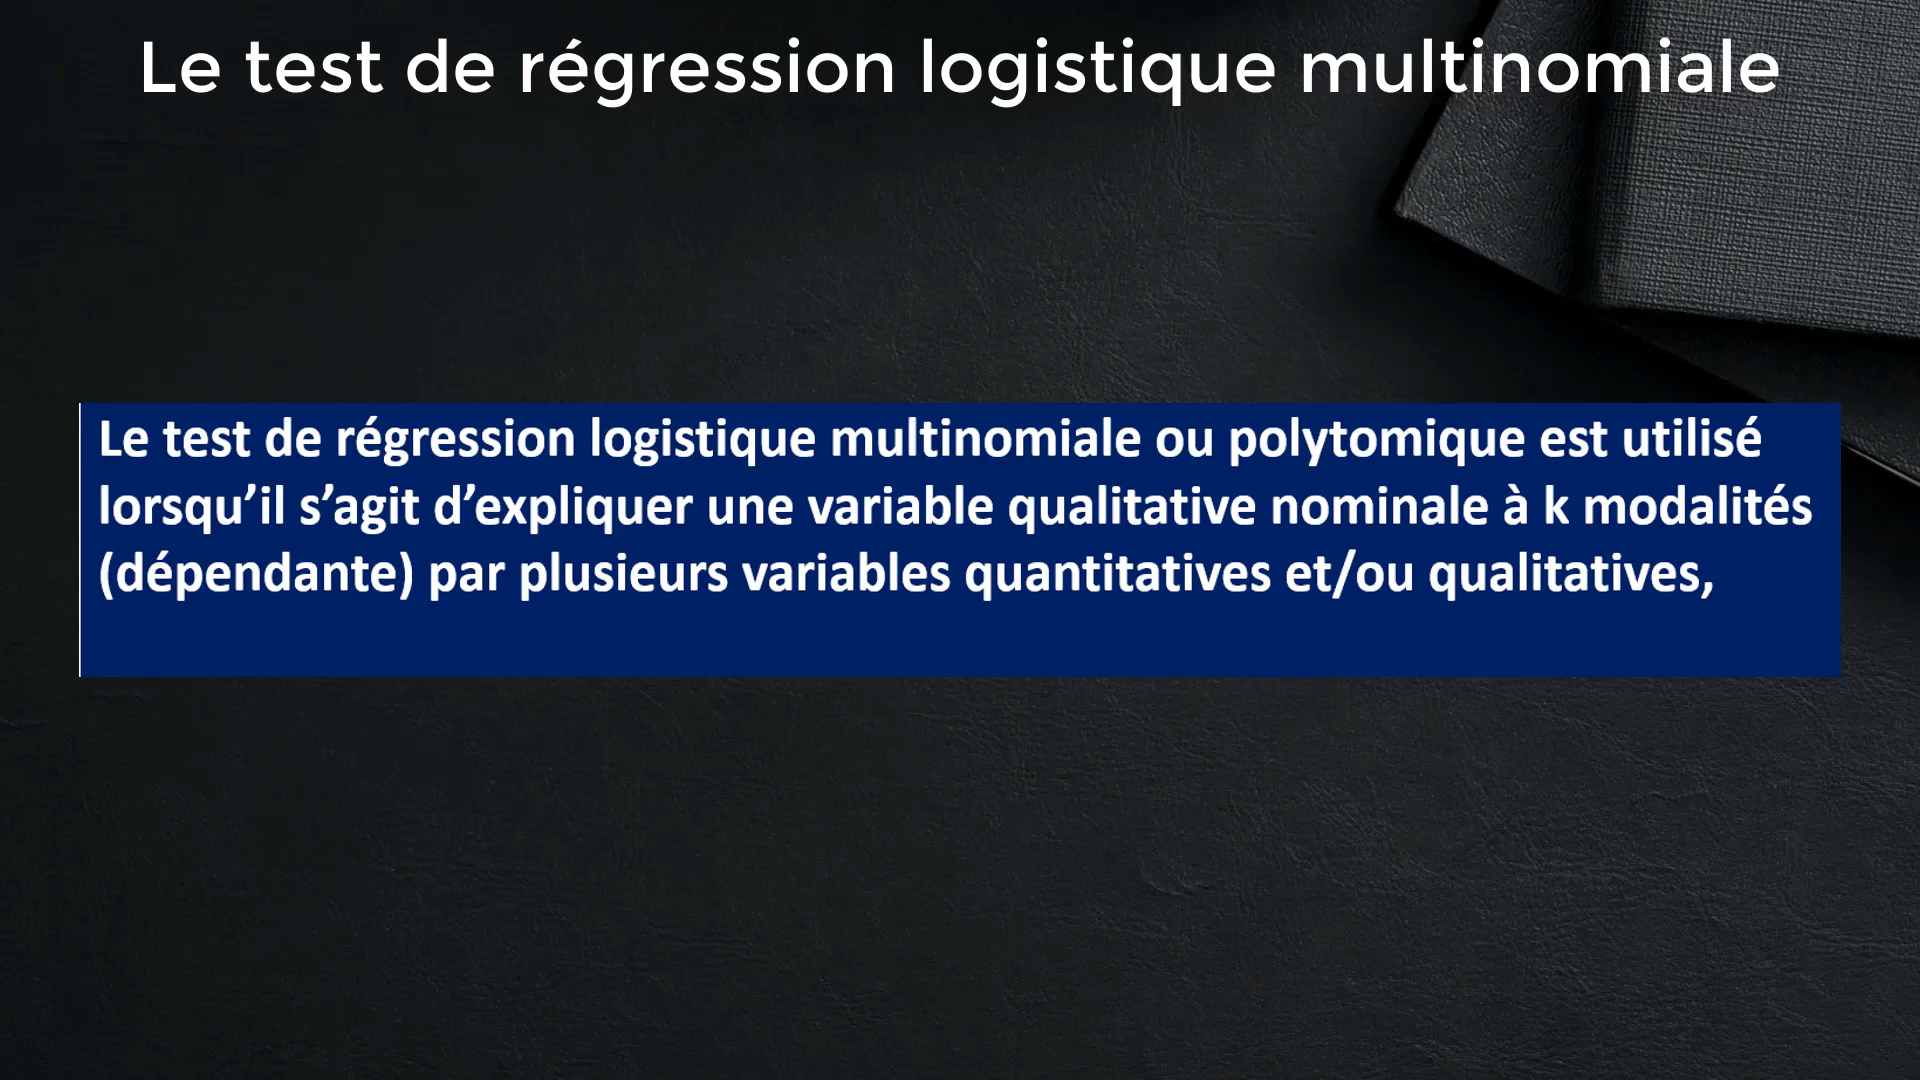 Le test de régression logistique multinomiale
Le test de régression logistique multinomiale ou polytomique est utilisé
lorsqu’il s’agit d’expliquer une variable qualitative nominale à k modalités
(dépendante) par plusieurs variables quantitatives et/ou qualitatives,